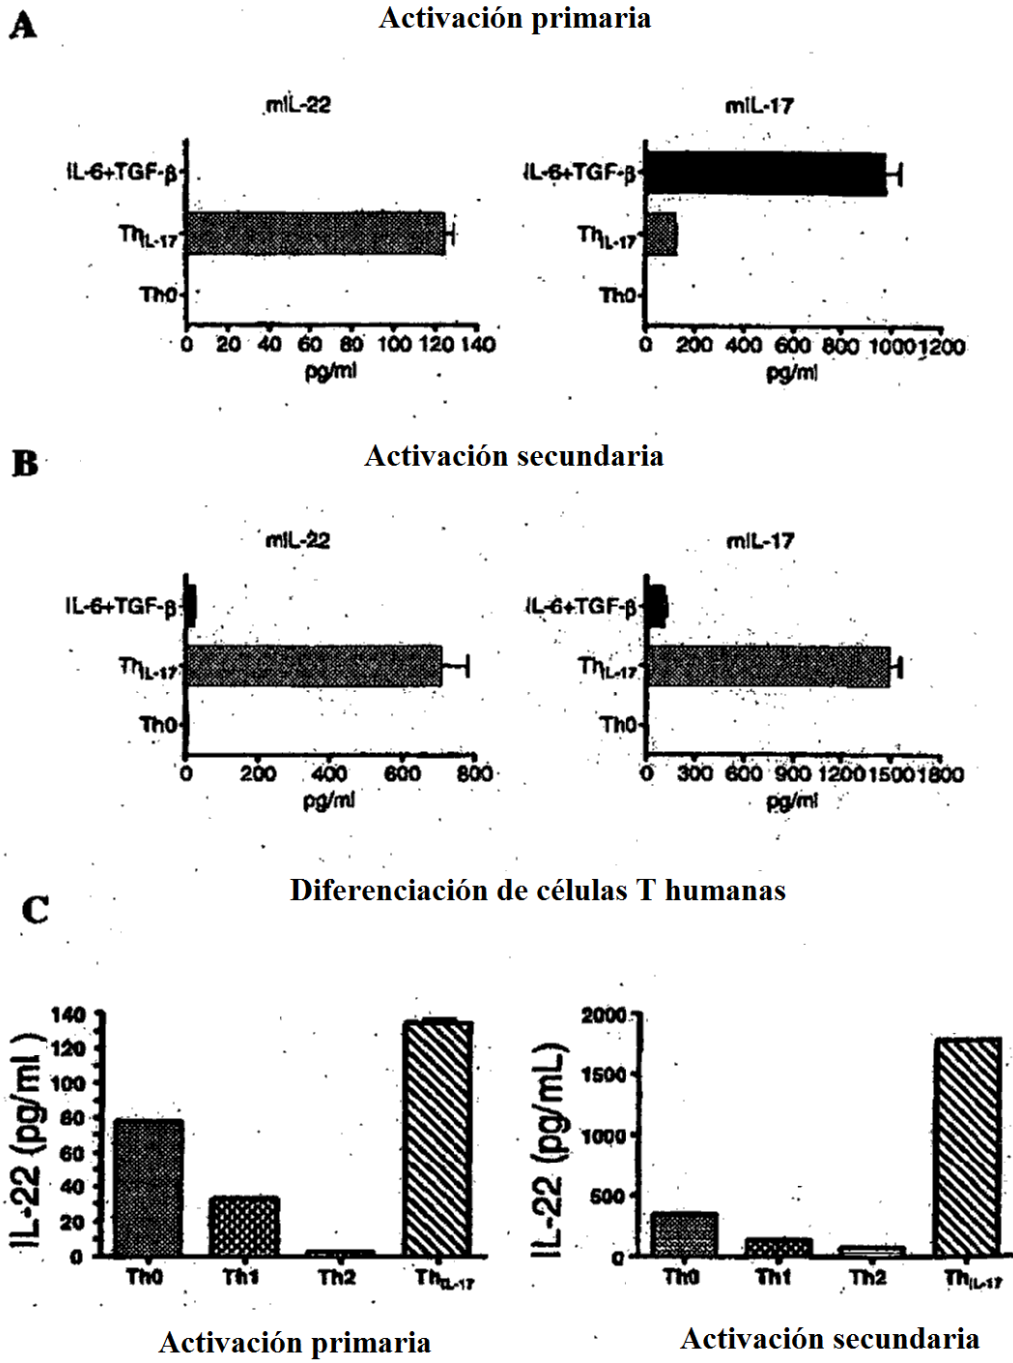 A
Activación primaria
mIL-22
mIL-17
IL-6+TGF-β
ThIL-17
Th0
0 20 40 60 80 100 120 140
pg/ml
IL-6+TGF-β
ThIL-17
Th0
0 200 400 600 800 1000 1200
pg/ml
B
Activación secundaria
mIL-22
mIL-17
IL-6+TGF-β
ThIL-17
Th0
0 200 400 600 800
pg/ml
IL-6+TGF-β
ThIL-17
Th0
0 300 600 900 1200 1500 1800
pg/ml
C
Diferenciación de células T humanas
IL-22 (pg/ml)
140
120
100
80
60
40
20
0
Th0 Th1 Th2 ThIL-17
Activación primaria
IL-22 (pg/mL)
2000
1500
1000
500
0
Th0 Th1 Th2 ThIL-17
Activación secundaria